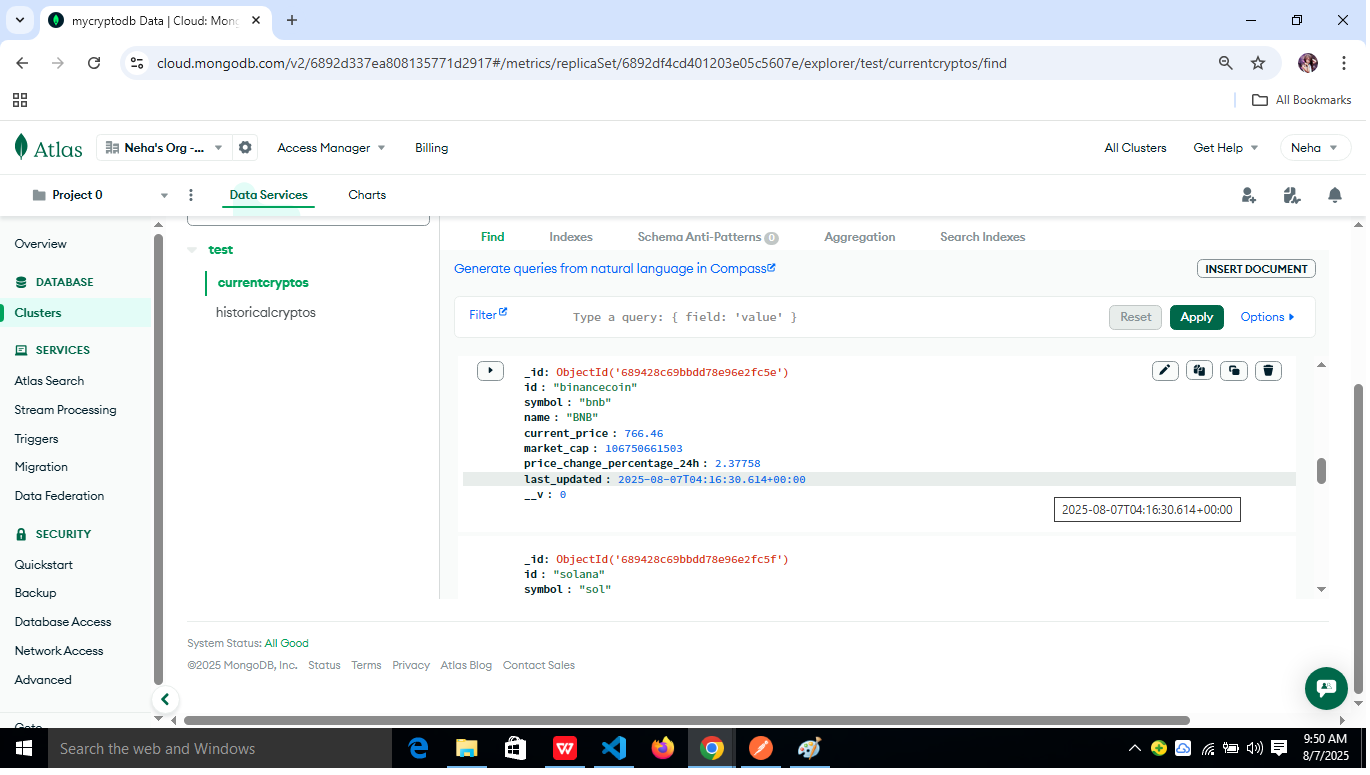 mycryptodb Data | Cloud: Mong
cloud.mongodb.com/v2/6892d337ea808135771d2917#/metrics/replicaSet/6892df4cd401203e05c5607e/explorer/test/currentcryptos/find
All Bookmarks
Atlas
Neha's Org -...
Access Manager
Billing
All Clusters
Get Help
Neha
Project 0
Data Services
Charts
Overview
DATABASE
Clusters
SERVICES
Atlas Search
Stream Processing
Triggers
Migration
Data Federation
SECURITY
Quickstart
Backup
Database Access
Network Access
Advanced
Goto
test
currentcryptos
historicalcryptos
Find
Indexes
Schema Anti-Patterns 0
Aggregation
Search Indexes
Generate queries from natural language in Compass
INSERT DOCUMENT
Filter
Type a query: { field: 'value' }
Reset
Apply
Options
_id: ObjectId('689428c69bbdd78e96e2fc5e')
id : "binancecoin"
symbol : "bnb"
name : "BNB"
current_price : 766.46
market_cap : 106750661503
price_change_percentage_24h : 2.37758
last_updated : 2025-08-07T04:16:30.614+00:00
__v : 0
2025-08-07T04:16:30.614+00:00
_id: ObjectId('689428c69bbdd78e96e2fc5f')
id : "solana"
symbol : "sol"
System Status: All Good
©2025 MongoDB, Inc.
Status
Terms
Privacy
Atlas Blog
Contact Sales
Search the web and Windows
9:50 AM
8/7/2025